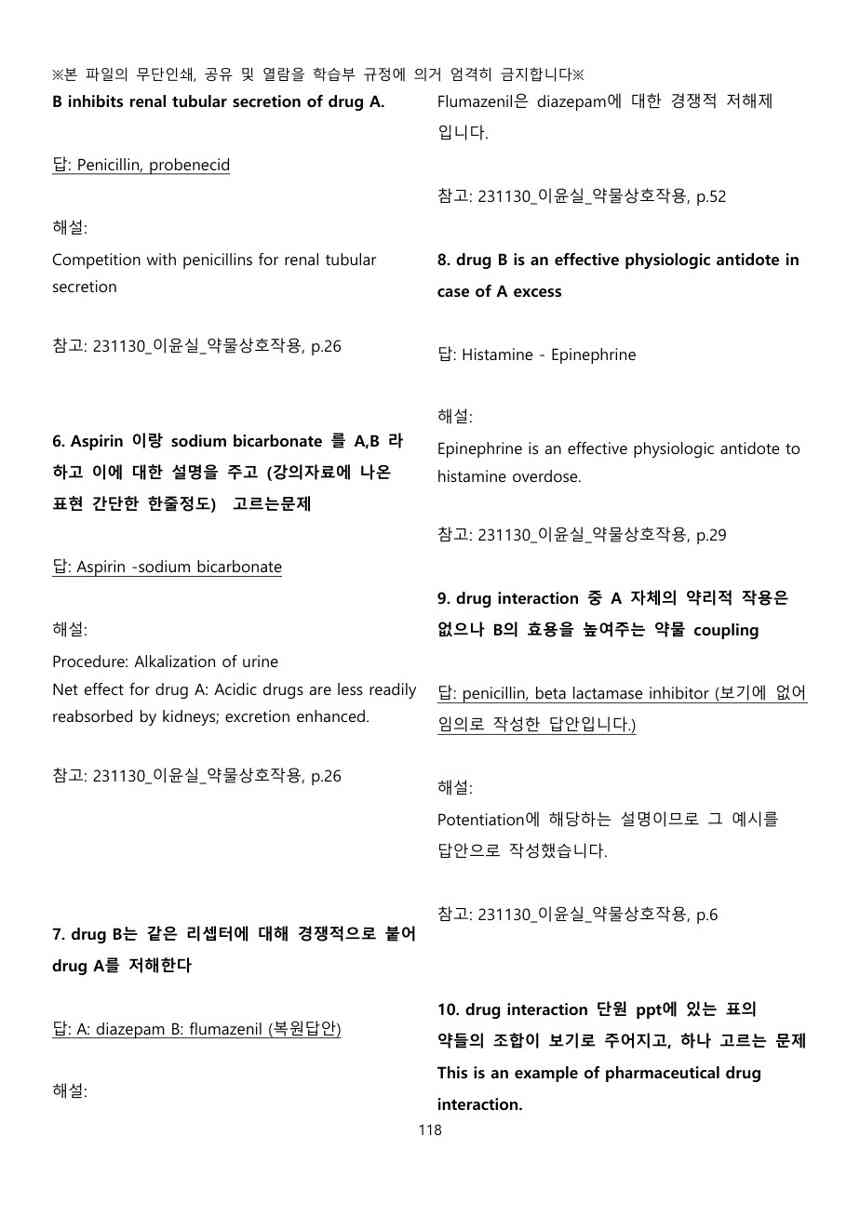 ※본 파일의 무단인쇄, 공유 및 열람을 학습부 규정에 의거 엄격히 금지합니다※
B inhibits renal tubular secretion of drug A.
답: Penicillin, probenecid
해설:
Competition with penicillins for renal tubular
secretion
참고: 231130_이윤실_약물상호작용, p.26
6. Aspirin 이랑 sodium bicarbonate 를 A,B 라
하고 이에 대한 설명을 주고 (강의자료에 나온
표현 간단한 한줄정도) 고르는문제
답: Aspirin -sodium bicarbonate
해설:
Procedure: Alkalization of urine
Net effect for drug A: Acidic drugs are less readily
reabsorbed by kidneys; excretion enhanced.
참고: 231130_이윤실_약물상호작용, p.26
7. drug B는 같은 리셉터에 대해 경쟁적으로 붙어
drug A를 저해한다
답: A: diazepam B: flumazenil (복원답안)
해설:
Flumazenil은 diazepam에 대한 경쟁적 저해제
입니다.
참고: 231130_이윤실_약물상호작용, p.52
8. drug B is an effective physiologic antidote in
case of A excess
답: Histamine - Epinephrine
해설:
Epinephrine is an effective physiologic antidote to
histamine overdose.
참고: 231130_이윤실_약물상호작용, p.29
9. drug interaction 중 A 자체의 약리적 작용은
없으나 B의 효용을 높여주는 약물 coupling
답: penicillin, beta lactamase inhibitor (보기에 없어
임의로 작성한 답안입니다.)
해설:
Potentiation에 해당하는 설명이므로 그 예시를
답안으로 작성했습니다.
참고: 231130_이윤실_약물상호작용, p.6
10. drug interaction 단원 ppt에 있는 표의
약들의 조합이 보기로 주어지고, 하나 고르는 문제
This is an example of pharmaceutical drug
interaction.
118